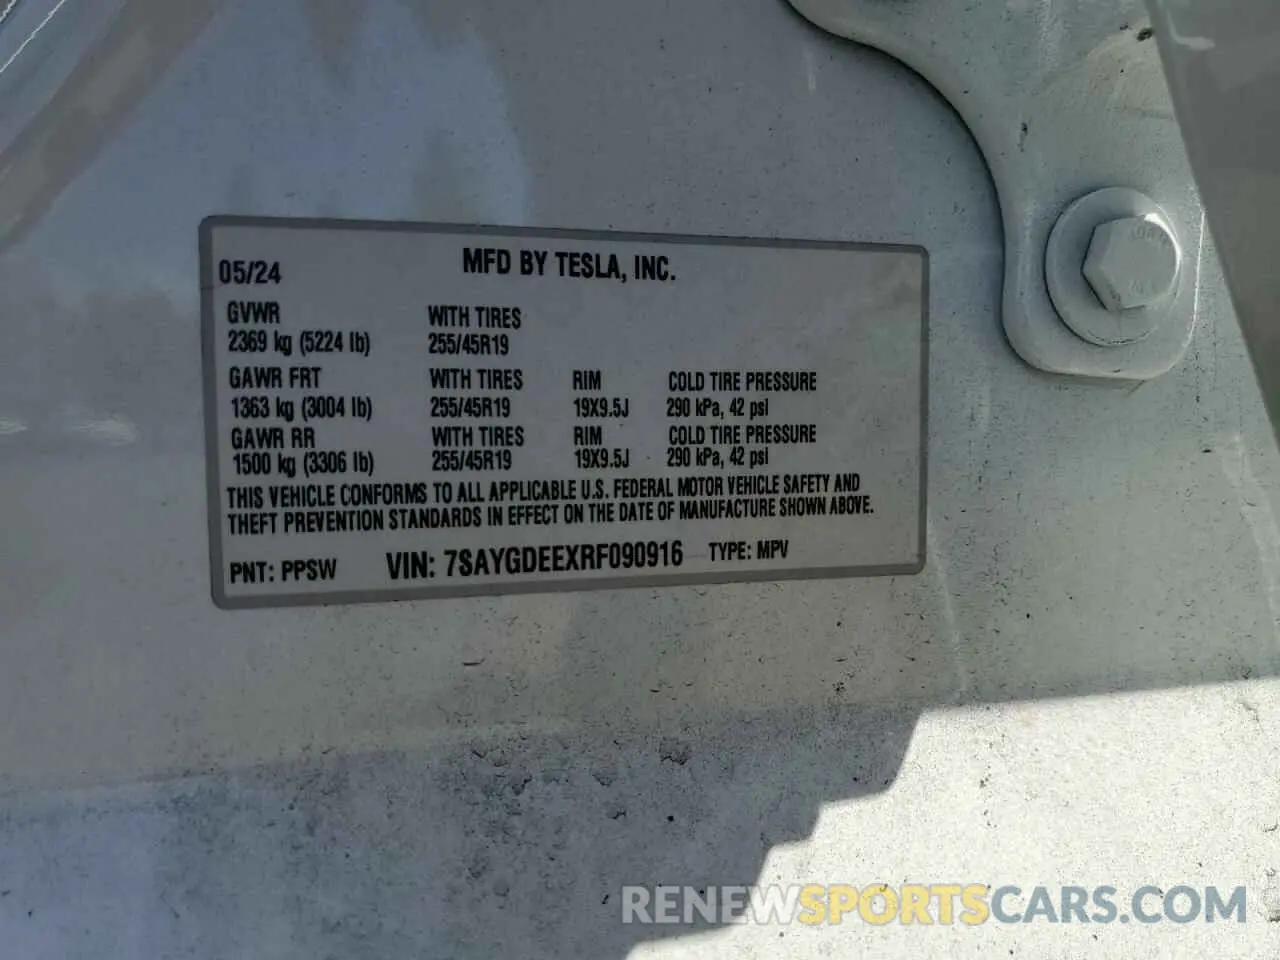 05/24 MFD BY TESLA, INC.
GVWR WITH TIRES
2369 kg (5224 lb) 255/45R19
GAWR FRT WITH TIRES RIM COLD TIRE PRESSURE
1363 kg (3004 lb) 255/45R19 19X9.5J 290 kPa, 42 psi
GAWR RR WITH TIRES RIM COLD TIRE PRESSURE
1500 kg (3306 lb) 255/45R19 19X9.5J 290 kPa, 42 psi
THIS VEHICLE CONFORMS TO ALL APPLICABLE U.S. FEDERAL MOTOR VEHICLE SAFETY AND
THEFT PREVENTION STANDARDS IN EFFECT ON THE DATE OF MANUFACTURE SHOWN ABOVE.
PNT: PPSW VIN: 7SAYGDEEXRF090916 TYPE: MPV
RENEWSPORTSCARS.COM